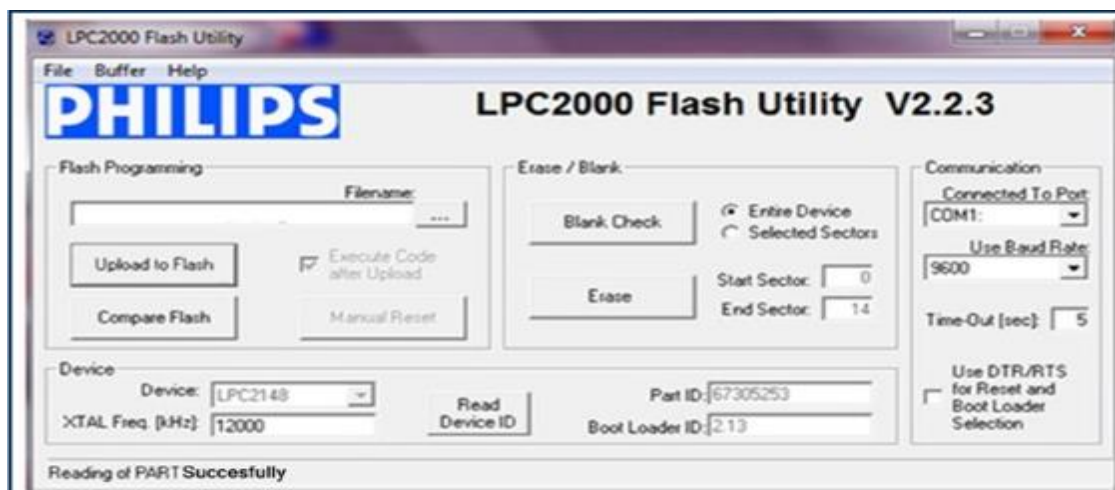 LPC2000 Flash Utility
File Buffer Help
PHILIPS
LPC2000 Flash Utility V2.2.3
Flash Programming
Filename:
...
Upload to Flash
Execute Code
after Upload
Compare Flash
Manual Reset
Erase / Blank
Blank Check
Entire Device
Selected Sectors
Erase
Start Sector: 0
End Sector: 14
Communication
Connected To Port:
COM1:
Use Baud Rate:
9600
Time-Out [sec]: 5
Use DTR/RTS
for Reset and
Boot Loader
Selection
Device
Device: LPC2148
XTAL Freq. [kHz]: 12000
Read
Device ID
Part ID: 67305253
Boot Loader ID: 2.13
Reading of PART Succesfully